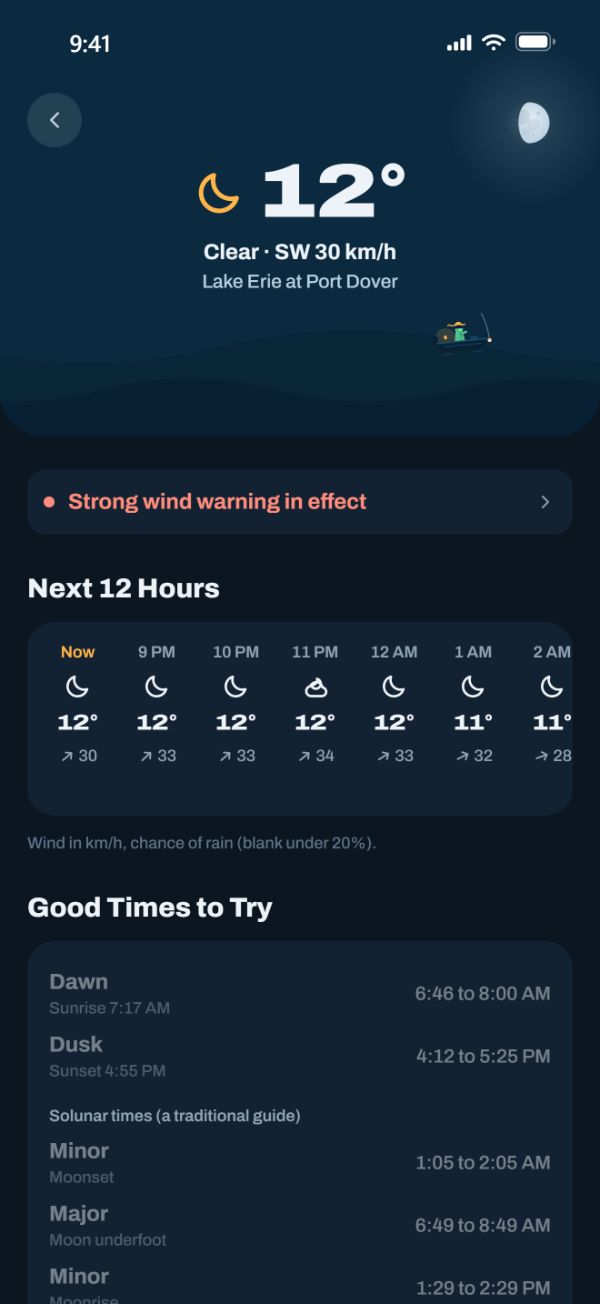 9:41
12°
Clear · SW 30 km/h
Lake Erie at Port Dover
Strong wind warning in effect
Next 12 Hours
Now 9 PM 10 PM 11 PM 12 AM 1 AM 2 AM
12° 12° 12° 12° 12° 11° 11°
30 33 33 34 33 32 28
Wind in km/h, chance of rain (blank under 20%).
Good Times to Try
Dawn
6:46 to 8:00 AM
Sunrise 7:17 AM
Dusk
4:12 to 5:25 PM
Sunset 4:55 PM
Solunar times (a traditional guide)
Minor
1:05 to 2:05 AM
Moonset
Major
6:49 to 8:49 AM
Moon underfoot
Minor
1:29 to 2:29 PM
Moonrise